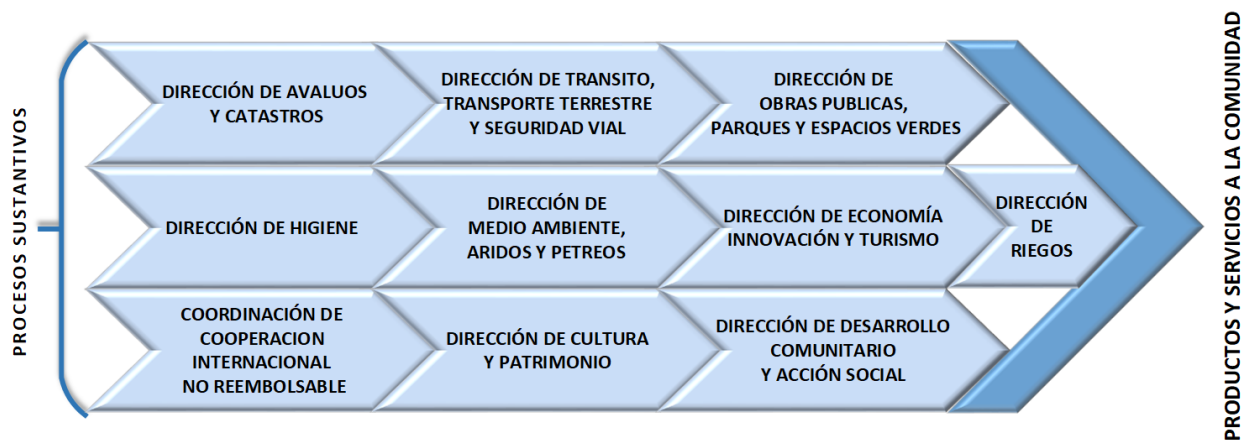 PROCESOS SUSTANTIVOS
DIRECCIÓN DE AVALUOS
Y CATASTROS
DIRECCIÓN DE TRANSITO,
TRANSPORTE TERRESTRE
Y SEGURIDAD VIAL
DIRECCIÓN DE
OBRAS PUBLICAS,
PARQUES Y ESPACIOS VERDES
DIRECCIÓN DE HIGIENE
DIRECCIÓN DE
MEDIO AMBIENTE,
ARIDOS Y PETREOS
DIRECCIÓN DE ECONOMÍA
INNOVACIÓN Y TURISMO
DIRECCIÓN
DE
RIEGOS
COORDINACIÓN DE
COOPERACION
INTERNACIONAL
NO REEMBOLSABLE
DIRECCIÓN DE CULTURA
Y PATRIMONIO
DIRECCIÓN DE DESARROLLO
COMUNITARIO
Y ACCIÓN SOCIAL
PRODUCTOS Y SERVICIOS A LA COMUNIDAD